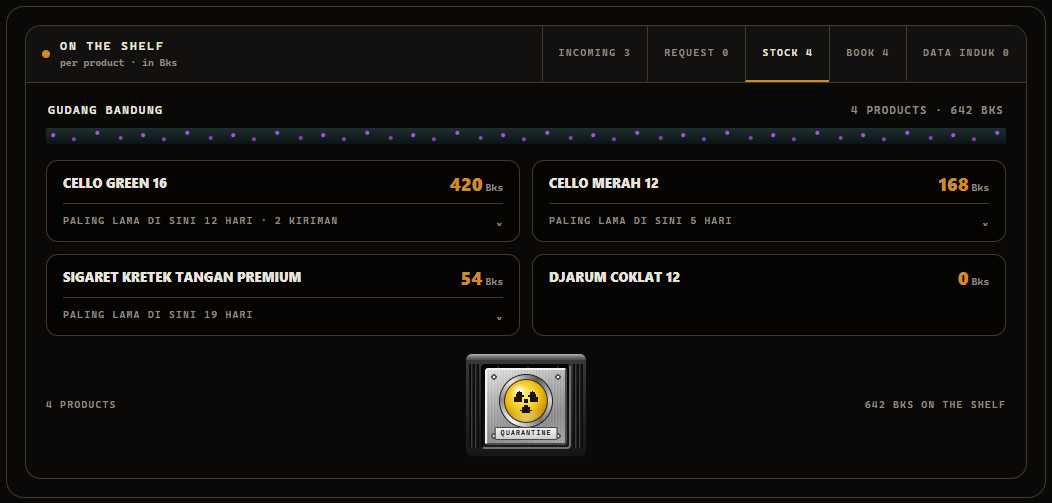 ON THE SHELF
per product · in Bks
INCOMING 3
REQUEST 0
STOCK 4
BOOK 4
DATA INDUK 0
GUDANG BANDUNG
4 PRODUCTS · 642 BKS
CELLO GREEN 16
420 Bks
PALING LAMA DI SINI 12 HARI · 2 KIRIMAN
CELLO MERAH 12
168 Bks
PALING LAMA DI SINI 5 HARI
SIGARET KRETEK TANGAN PREMIUM
54 Bks
PALING LAMA DI SINI 19 HARI
DJARUM COKLAT 12
0 Bks
QUARANTINE
4 PRODUCTS
642 BKS ON THE SHELF